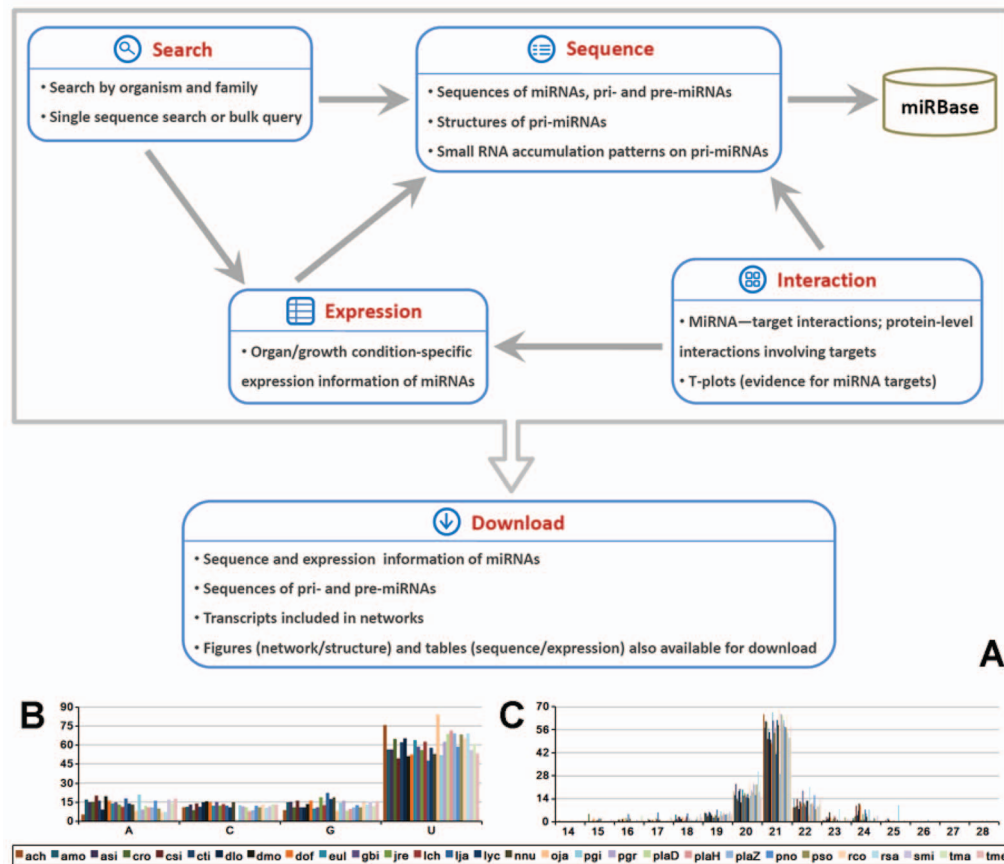 Search
• Search by organism and family
• Single sequence search or bulk query
Sequence
• Sequences of miRNAs, pri- and pre-miRNAs
• Structures of pri-miRNAs
• Small RNA accumulation patterns on pri-miRNAs
miRBase
Expression
• Organ/growth condition-specific
expression information of miRNAs
Interaction
• MiRNA—target interactions; protein-level
interactions involving targets
• T-plots (evidence for miRNA targets)
Download
• Sequence and expression information of miRNAs
• Sequences of pri- and pre-miRNAs
• Transcripts included in networks
• Figures (network/structure) and tables (sequence/expression) also available for download
A
B
90
75
60
45
30
15
0
A C G U
C
70
56
42
28
14
0
14 15 16 17 18 19 20 21 22 23 24 25 26 27 28
ach amo asi cro csi cti dlo dmo dof eul gbi jre lch lja lyc nnu oja pgi pgr plaD plaH plaZ pno pso rco rsa smi tma